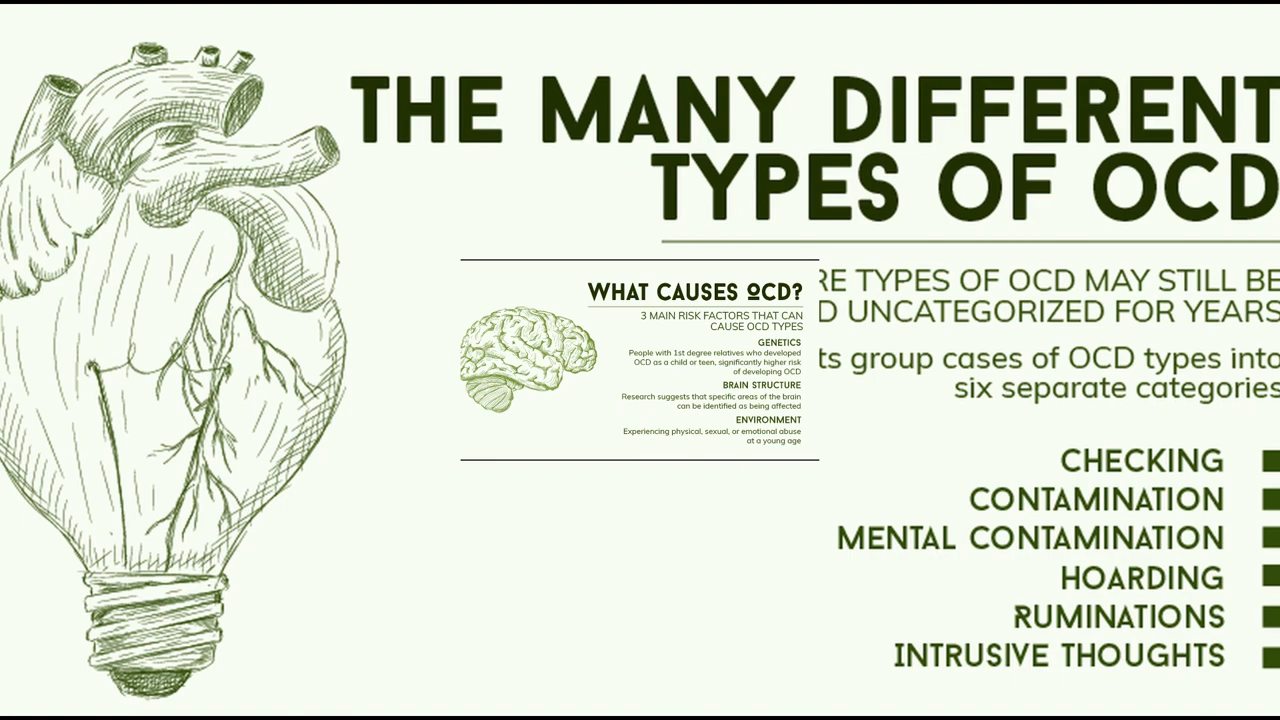 THE MANY DIFFERENT
TYPES OF OCD
WHAT CAUSES OCD?
3 MAIN RISK FACTORS THAT CAN
CAUSE OCD TYPES
GENETICS
People with 1st degree relatives who developed
OCD as a child or teen, significantly higher risk
of developing OCD
BRAIN STRUCTURE
Research suggests that specific areas of the brain
can be identified as being affected
ENVIRONMENT
Experiencing physical, sexual, or emotional abuse
at a young age
TYPES OF OCD MAY STILL BE
UNCATEGORIZED FOR YEARS
group cases of OCD types into
six separate categories
CHECKING
CONTAMINATION
MENTAL CONTAMINATION
HOARDING
RUMINATIONS
INTRUSIVE THOUGHTS